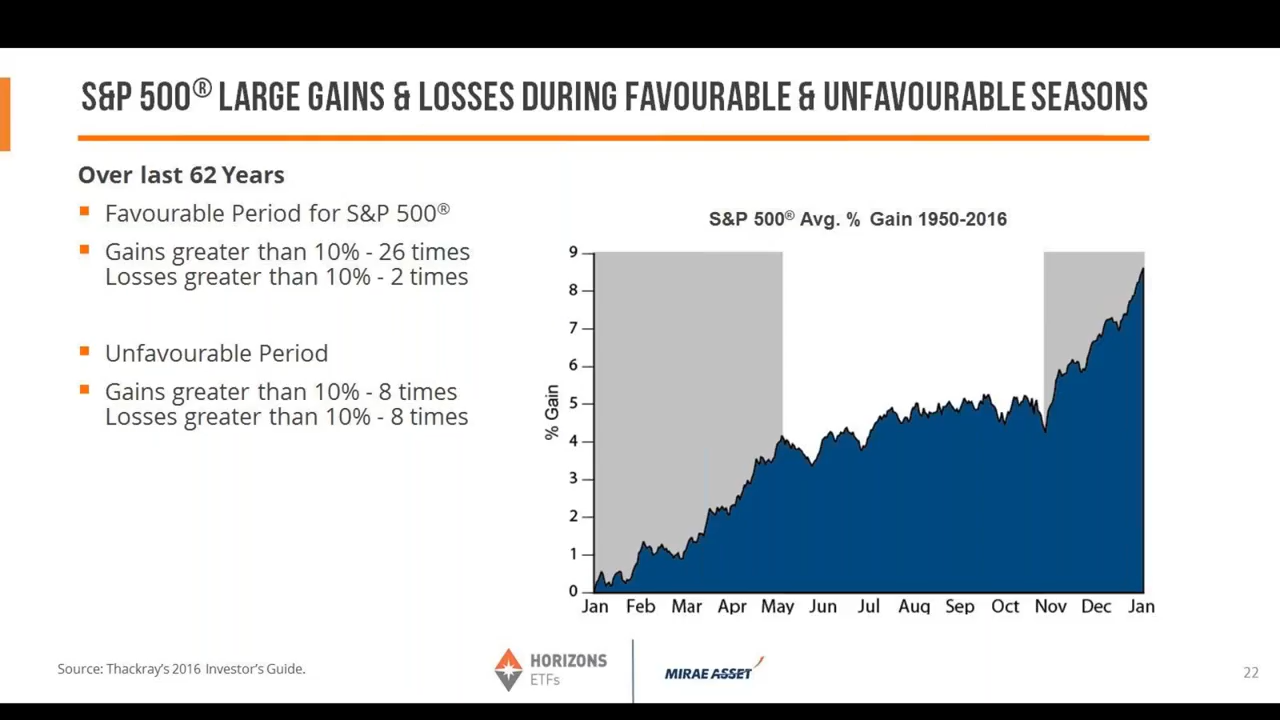 S&P 500® LARGE GAINS & LOSSES DURING FAVOURABLE & UNFAVOURABLE SEASONS
Over last 62 Years
Favourable Period for S&P 500®
Gains greater than 10% - 26 times
Losses greater than 10% - 2 times
Unfavourable Period
Gains greater than 10% - 8 times
Losses greater than 10% - 8 times
S&P 500® Avg. % Gain 1950-2016
% Gain
9
8
7
6
5
4
3
2
1
0
Jan Feb Mar Apr May Jun Jul Aug Sep Oct Nov Dec Jan
Source: Thackray's 2016 Investor's Guide.
HORIZONS
ETFs
MIRAE ASSET
22